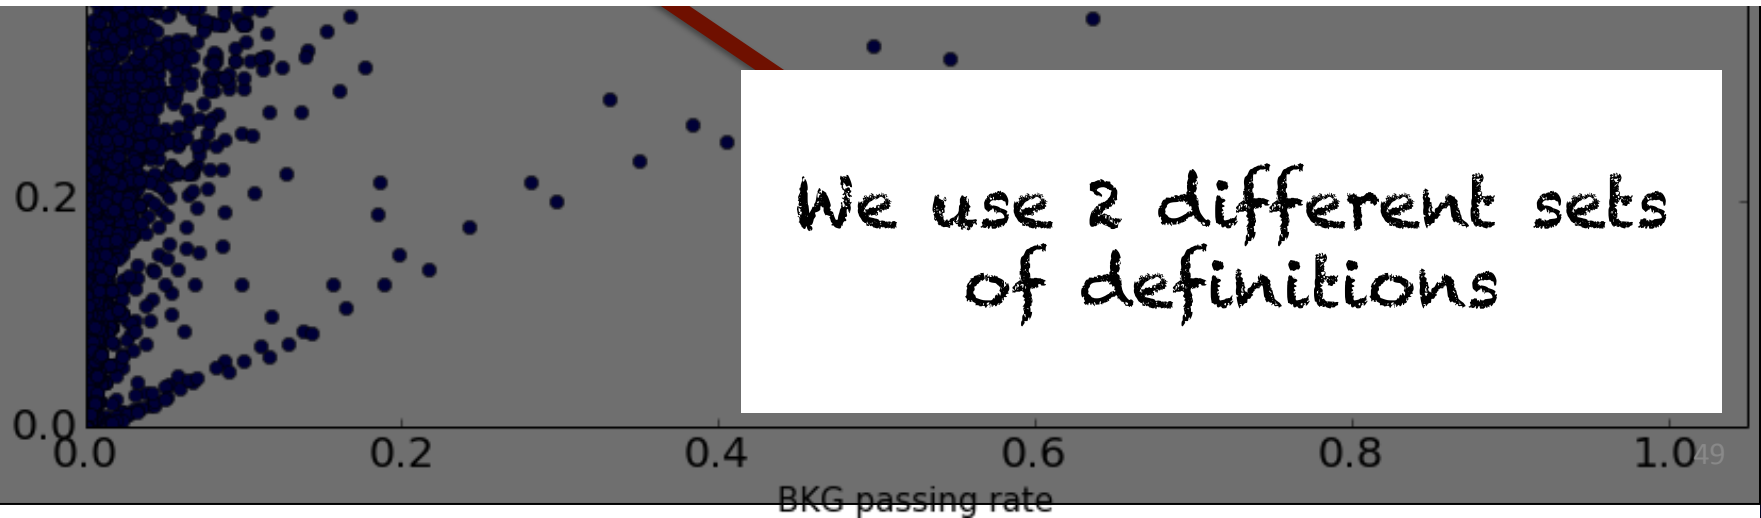 0.2
We use 2 different sets
of definitions
0.0
0.0 0.2 0.4 0.6 0.8 1.0 49
BKG passing rate